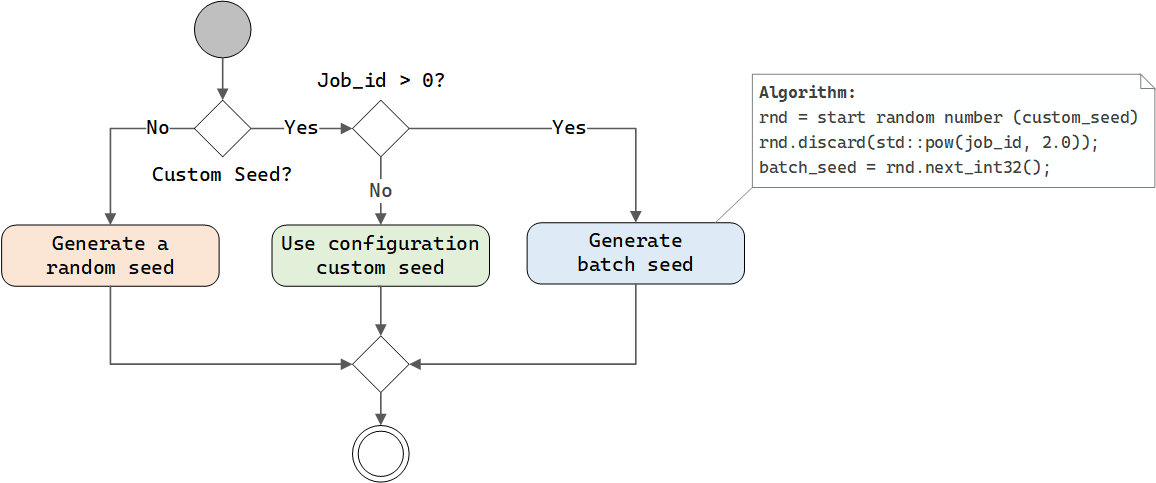 Job_id > 0?
Algorithm:
rnd = start random number (custom_seed)
rnd.discard(std::pow(job_id, 2.0));
batch_seed = rnd.next_int32();
No
Yes
Yes
Custom Seed?
No
Generate a
random seed
Use configuration
custom seed
Generate
batch seed